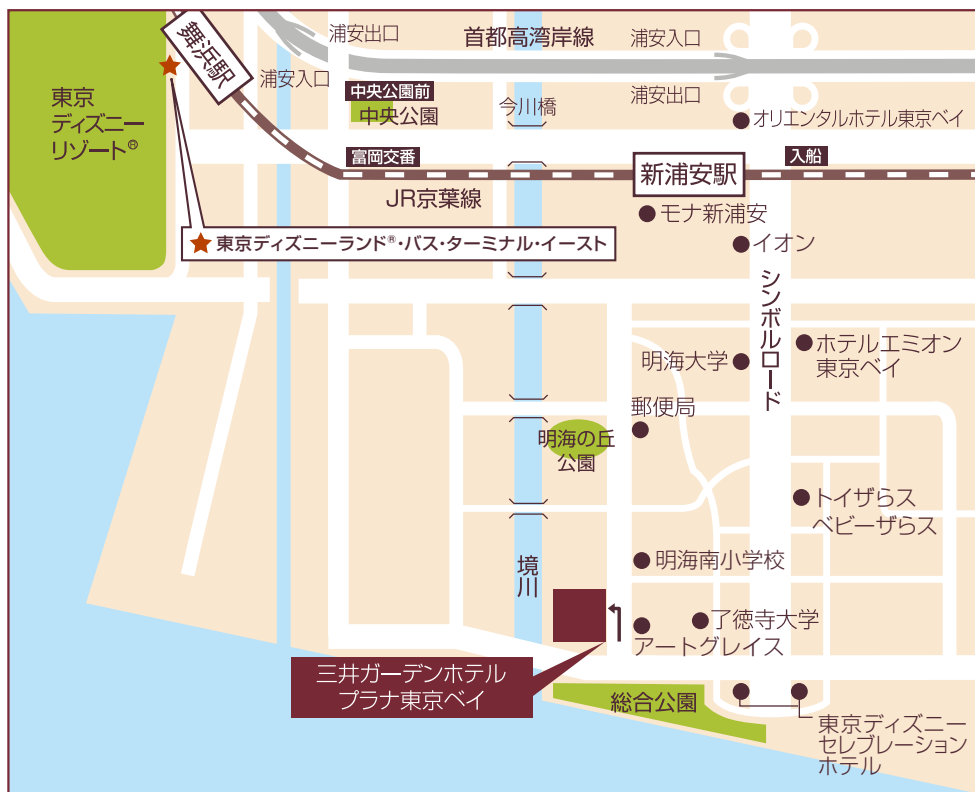 浦安出口
首都高湾岸線
浦安入口
舞浜駅
浦安入口
浦安出口
東京
ディズニー
リゾート®
中央公園前
中央公園
今川橋
オリエンタルホテル東京ベイ
富岡交番
新浦安駅
入船
JR京葉線
モナ新浦安
東京ディズニーランド®・バス・ターミナル・イースト
イオン
シンボルロード
ホテルエミオン
東京ベイ
明海大学
郵便局
明海の丘
公園
トイザらス
ベビーザらス
境川
明海南小学校
了徳寺大学
アートグレイス
三井ガーデンホテル
プラナ東京ベイ
総合公園
東京ディズニー
セレブレーション
ホテル